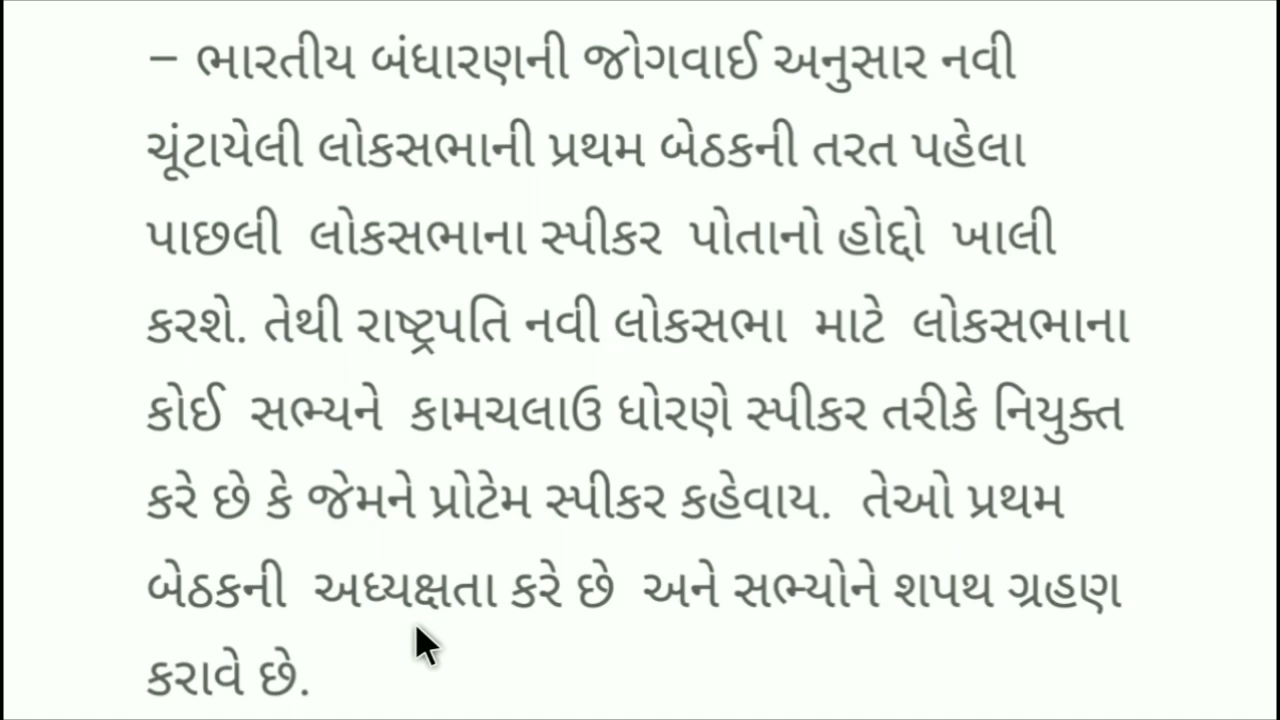 – ભારતીય બંધારણની જોગવાઈ અનુસાર નવી
ચૂંટાયેલી લોકસભાની પ્રથમ બેઠકની તરત પહેલા
પાછલી લોકસભાના સ્પીકર પોતાનો હોદ્દો ખાલી
કરશે. તેથી રાષ્ટ્રપતિ નવી લોકસભા માટે લોકસભાના
કોઈ સભ્યને કામચલાઉ ધોરણે સ્પીકર તરીકે નિયુક્ત
કરે છે કે જેમને પ્રોટેમ સ્પીકર કહેવાય. તેઓ પ્રથમ
બેઠકની અધ્યક્ષતા કરે છે અને સભ્યોને શપથ ગ્રહણ
કરાવે છે.